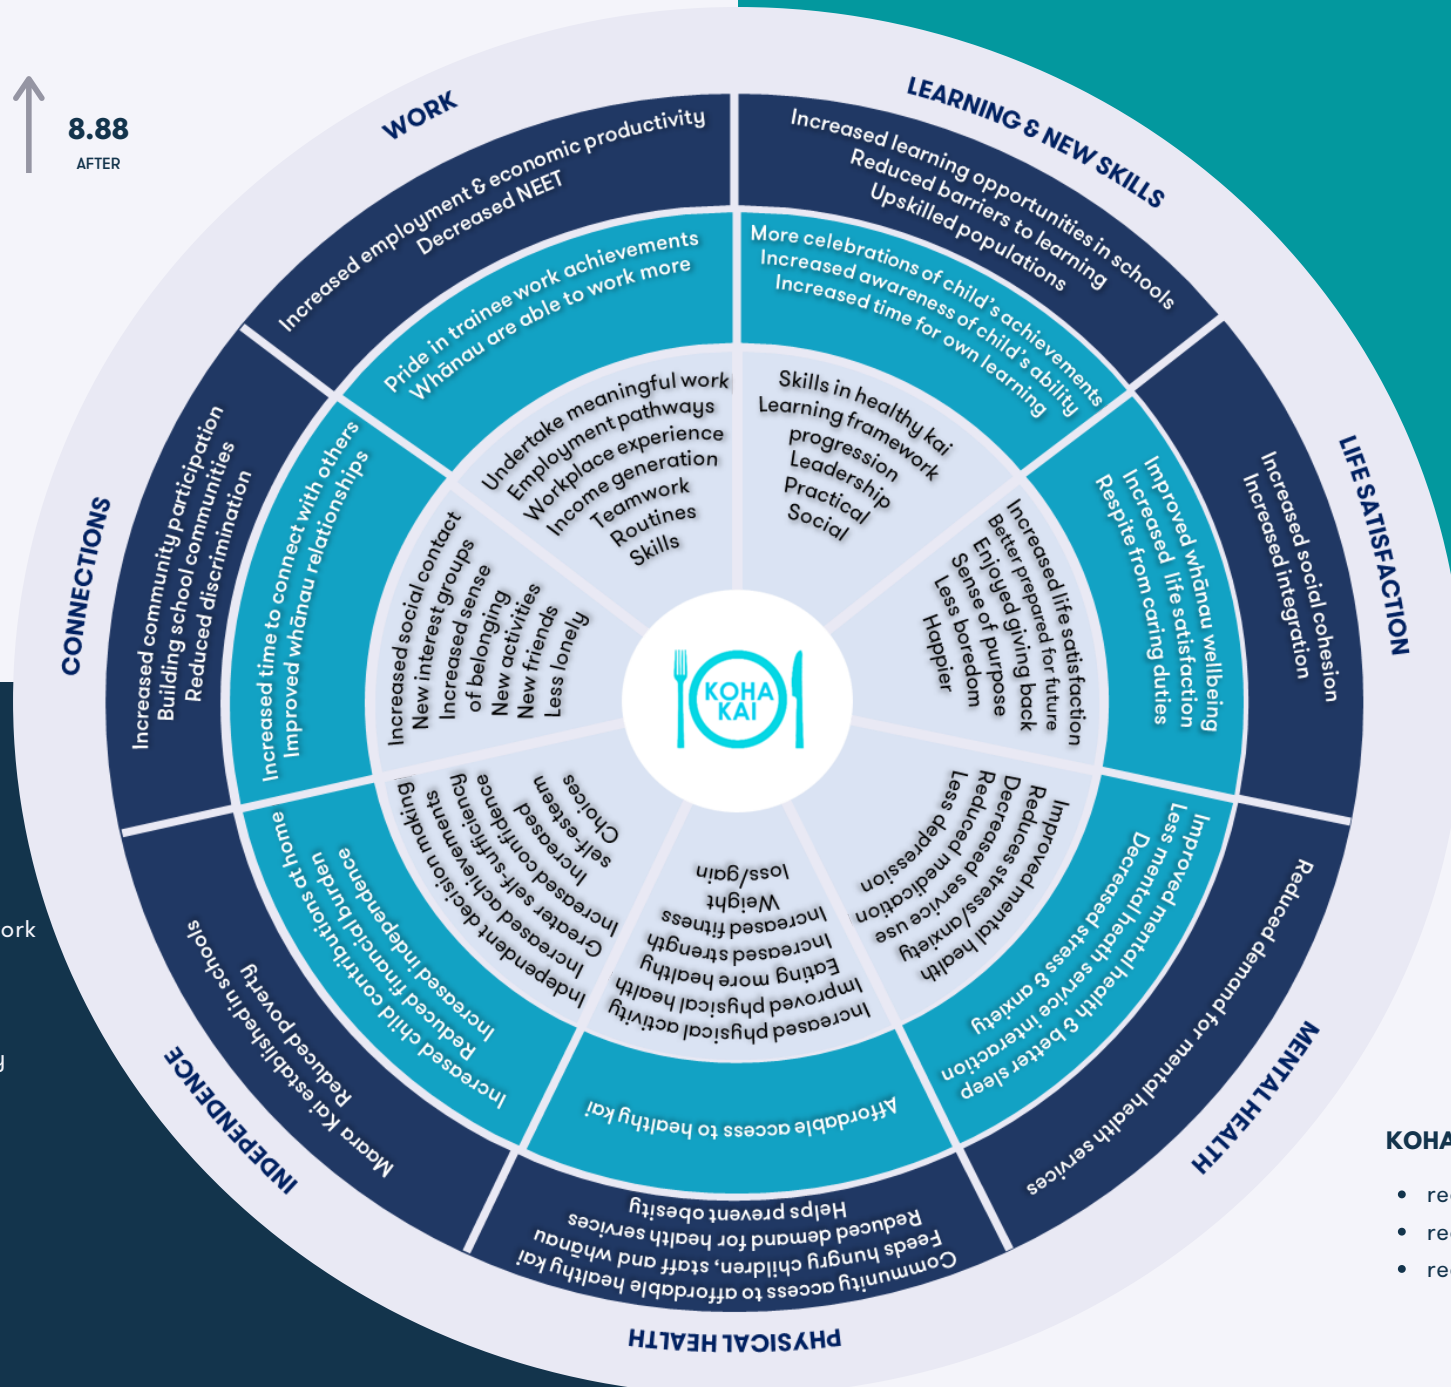 8.88
AFTER
WORK
Increased employment & economic productivity
Decreased NEET
Pride in trainee work achievements
Whānau are able to work more
Undertake meaningful work
Employment pathways
Workplace experience
Income generation
Teamwork
Routines
Skills
LEARNING & NEW SKILLS
Increased learning opportunities in schools
Reduced barriers to learning
Upskilled populations
More celebrations of child's achievements
Increased awareness of child's ability
Increased time for own learning
Skills in healthy kai
Learning framework
progression
Leadership
Practical
Social
LIFE SATISFACTION
Increased social cohesion
Increased integration
Improved whānau wellbeing
Increased life satisfaction
Respite from caring duties
Increased life satisfaction
Better prepared for future
Enjoyed giving back
Sense of purpose
Less boredom
Happier
MENTAL HEALTH
Reduced demand for mental health services
Improved mental health & better sleep
Less mental health service interaction
Decreased stress & anxiety
Improved mental health
Reduces stress/anxiety
Decreased service use
Reduced medication
Less depression
PHYSICAL HEALTH
Community access to affordable healthy kai
Feeds hungry children, staff and whānau
Reduced demand for health services
Helps prevent obesity
Affordable access to healthy kai
Increased physical activity
Improved physical health
Eating more healthy
Increased strength
Increased fitness
Weight
loss/gain
INDEPENDENCE
Maara Kai established in schools
Reduced poverty
Increased child contributions at home
Reduced financial burden
Increased independence
Independent decision making
Increased achievements
Greater self-sufficiency
Increased confidence
Increased
self-esteem
Choices
CONNECTIONS
Increased community participation
Building school communities
Reduced discrimination
Increased time to connect with others
Improved whānau relationships
Increased social contact
New interest groups
Increased sense
of belonging
New activities
New friends
Less lonely
KOHA
KAI
ork
y
KOHA
• re
• re
• re